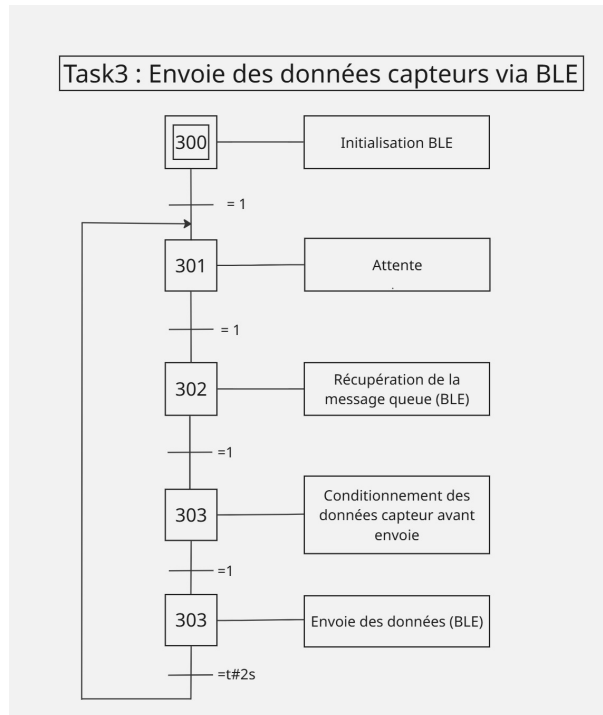 Task3 : Envoie des données capteurs via BLE
300
Initialisation BLE
= 1
301
Attente
.
= 1
302
Récupération de la
message queue (BLE)
=1
303
Conditionnement des
données capteur avant
envoie
=1
303
Envoie des données (BLE)
=t#2s